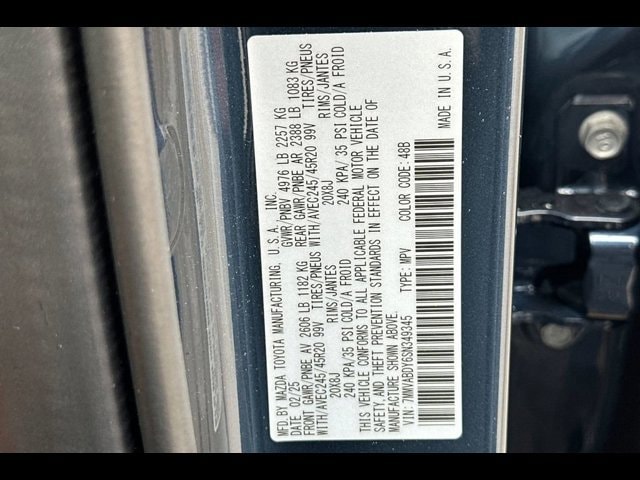 MFD. BY MAZDA TOYOTA MANUFACTURING, U.S.A., INC.
DATE 02/25 GVWR/PNBV 4976 LB 2257 KG
FRONT GAWR/PNBE AV 2606 LB 1182 KG REAR GAWR/PNBE AR 2388 LB 1083 KG
WITH/AVEC245/45R20 99V TIRES/PNEUS WITH/AVEC245/45R20 99V TIRES/PNEUS
20X8J RIMS/JANTES 20X8J RIMS/JANTES
240 KPA/35 PSI COLD/A FROID 240 KPA/ 35 PSI COLD/A FROID
THIS VEHICLE CONFORMS TO ALL APPLICABLE FEDERAL MOTOR VEHICLE
SAFETY,AND THEFT PREVENTION STANDARDS IN EFFECT ON THE DATE OF
MANUFACTURE SHOWN ABOVE.
VIN: TYPE: MPV COLOR CODE: 48B MADE IN U.S.A.